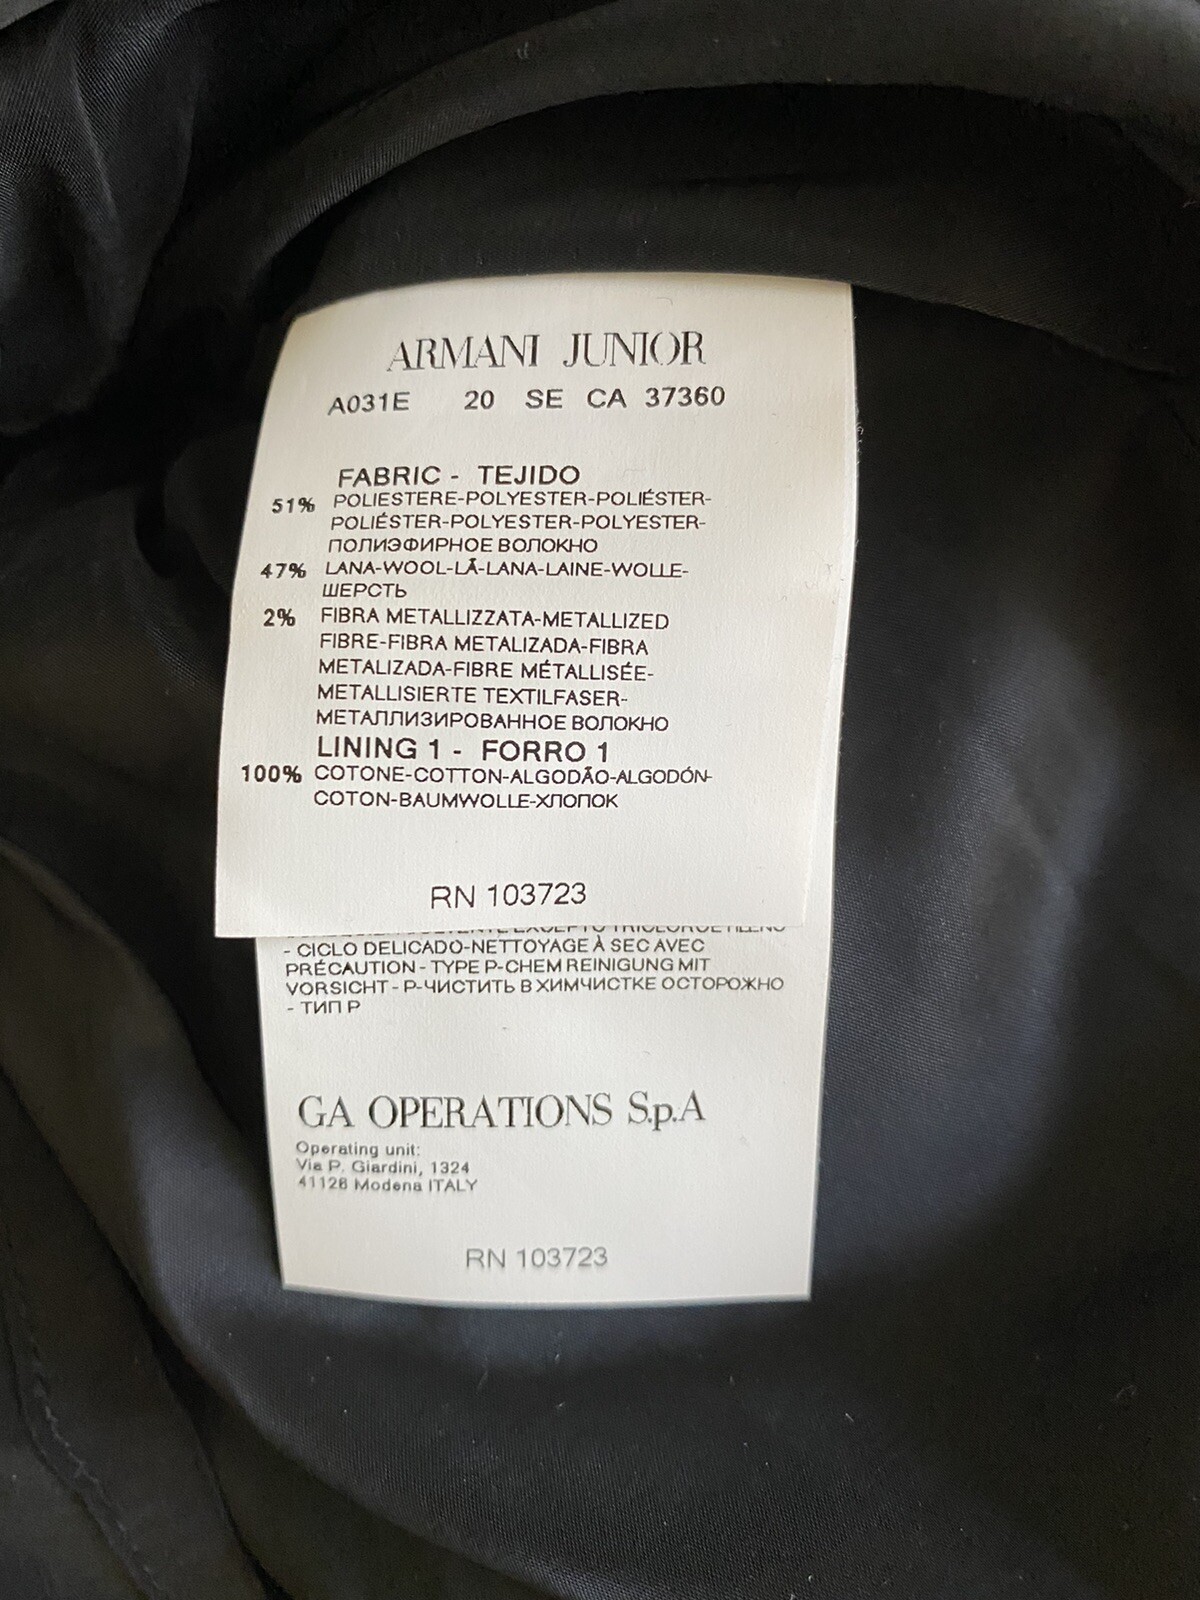 ARMANI JUNIOR
A031E 20 SE CA 37360
FABRIC - TEJIDO
51% POLIESTERE-POLYESTER-POLIÉSTER-
POLIÉSTER-POLYESTER-POLYESTER-
ПОЛИЭФИРНОЕ ВОЛОКНО
47% LANA-WOOL-LÃ-LANA-LAINE-WOLLE-
ШЕРСТЬ
2% FIBRA METALLIZZATA-METALLIZED
FIBRE-FIBRA METALIZADA-FIBRA
METALIZADA-FIBRE MÉTALLISÉE-
METALLISIERTE TEXTILFASER-
МЕТАЛЛИЗИРОВАННОЕ ВОЛОКНО
LINING 1 - FORRO 1
100% COTONE-COTTON-ALGODÃO-ALGODÓN-
COTON-BAUMWOLLE-ХЛОПОК
RN 103723
EXCEPTO TRICLOROETILENO
- CICLO DELICADO-NETTOYAGE À SEC AVEC
PRÉCAUTION - TYPE P-CHEM REINIGUNG MIT
VORSICHT - P-ЧИСТИТЬ В ХИМЧИСТКЕ ОСТОРОЖНО
- ТИП P
GA OPERATIONS S.p.A
Operating unit:
Via P. Giardini, 1324
41126 Modena ITALY
RN 103723